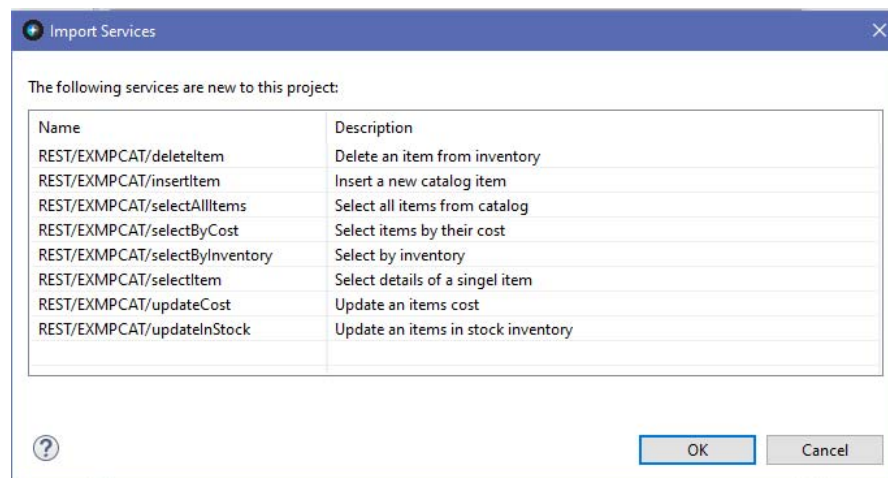 Import Services
The following services are new to this project:
Name Description
REST/EXMPCAT/deleteItem Delete an item from inventory
REST/EXMPCAT/insertItem Insert a new catalog item
REST/EXMPCAT/selectAllItems Select all items from catalog
REST/EXMPCAT/selectByCost Select items by their cost
REST/EXMPCAT/selectByInventory Select by inventory
REST/EXMPCAT/selectItem Select details of a singel item
REST/EXMPCAT/updateCost Update an items cost
REST/EXMPCAT/updateInStock Update an items in stock inventory
? OK Cancel